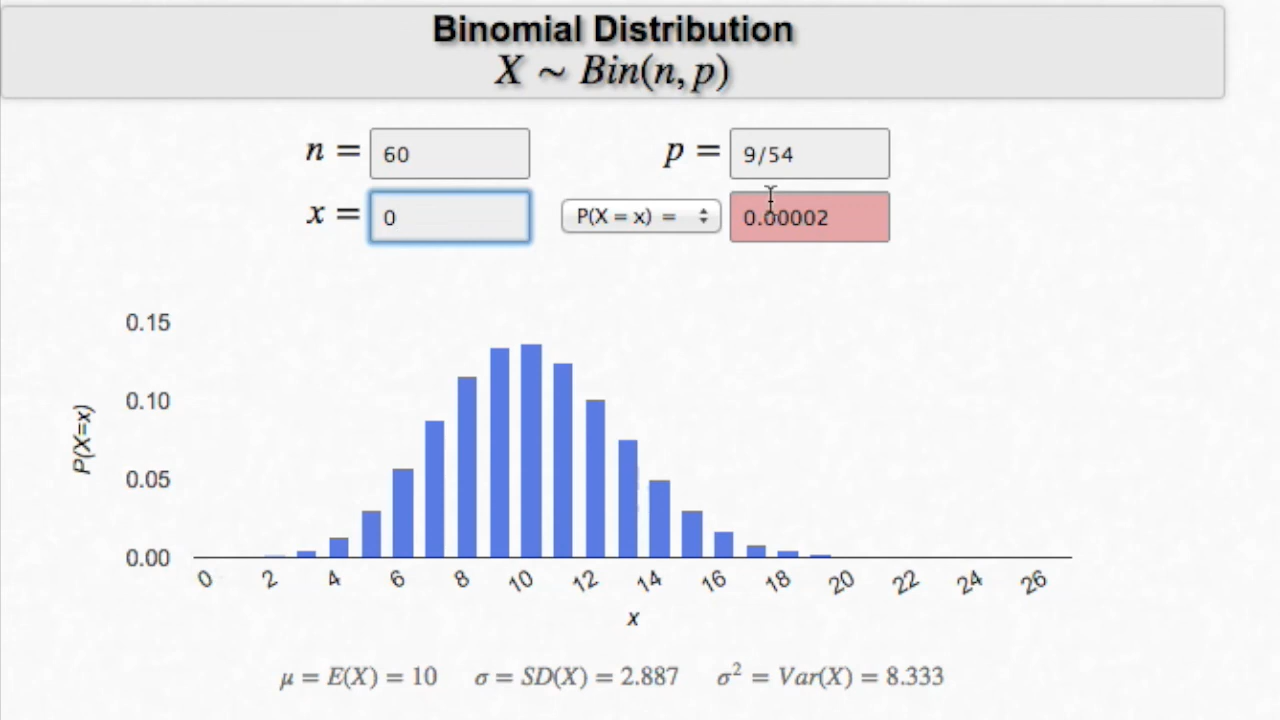 Binomial Distribution
X ~ Bin(n, p)
n = 60 p = 9/54
x = 0 P(X = x) = 0.00002
0.15
0.10
0.05
0.00
P(X=x)
0 2 4 6 8 10 12 14 16 18 20 22 24 26
x
μ = E(X) = 10 σ = SD(X) = 2.887 σ² = Var(X) = 8.333